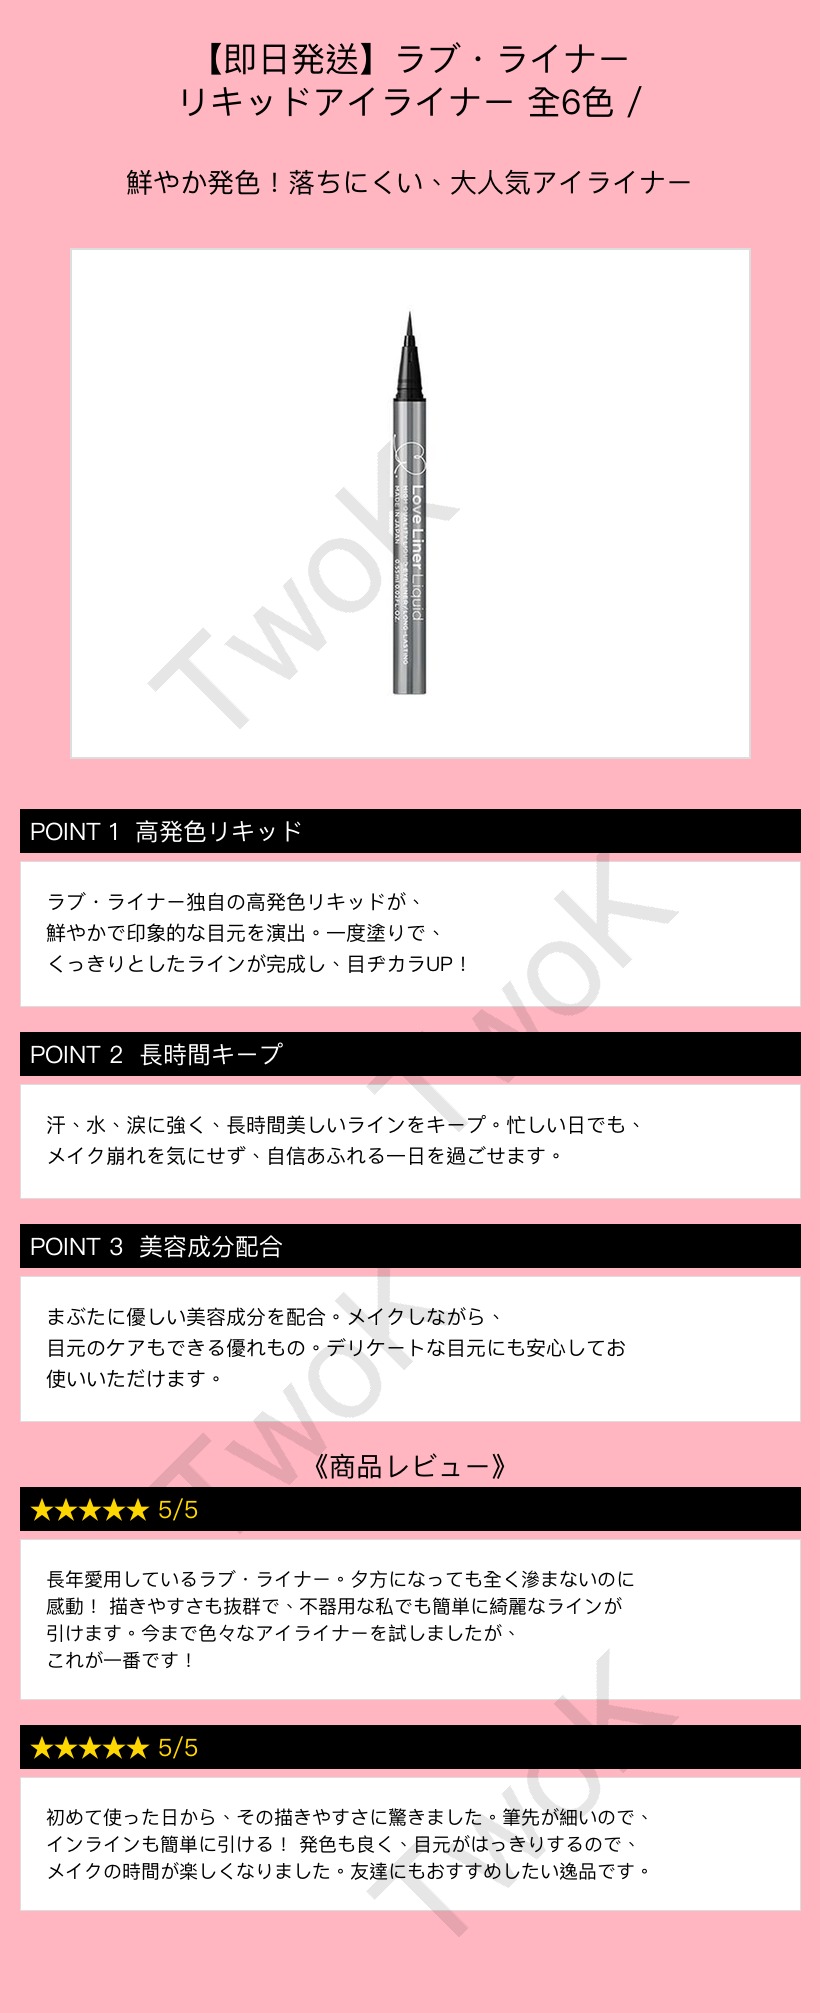 【即日発送】ラブ・ライナー
リキッドアイライナー 全6色 /
鮮やか発色！落ちにくい、大人気アイライナー
Love Liner Liquid
HIGH QUALITY LIQUID EYELINER/LONG-LASTING
MADE IN JAPAN 0.55ml 0.02FL.OZ.
TwoK
POINT 1 高発色リキッド
ラブ・ライナー独自の高発色リキッドが、
鮮やかで印象的な目元を演出。一度塗りで、
くっきりとしたラインが完成し、目ヂカラUP！
TwoK
POINT 2 長時間キープ
汗、水、涙に強く、長時間美しいラインをキープ。忙しい日でも、
メイク崩れを気にせず、自信あふれる一日を過ごせます。
POINT 3 美容成分配合
まぶたに優しい美容成分を配合。メイクしながら、
目元のケアもできる優れもの。デリケートな目元にも安心してお
使いいただけます。
TwoK
《商品レビュー》
★★★★★ 5/5
長年愛用しているラブ・ライナー。夕方になっても全く滲まないのに
感動！ 描きやすさも抜群で、不器用な私でも簡単に綺麗なラインが
引けます。今まで色々なアイライナーを試しましたが、
これが一番です！
★★★★★ 5/5
初めて使った日から、その描きやすさに驚きました。筆先が細いので、
インラインも簡単に引ける！ 発色も良く、目元がはっきりするので、
メイクの時間が楽しくなりました。友達にもおすすめしたい逸品です。
TwoK